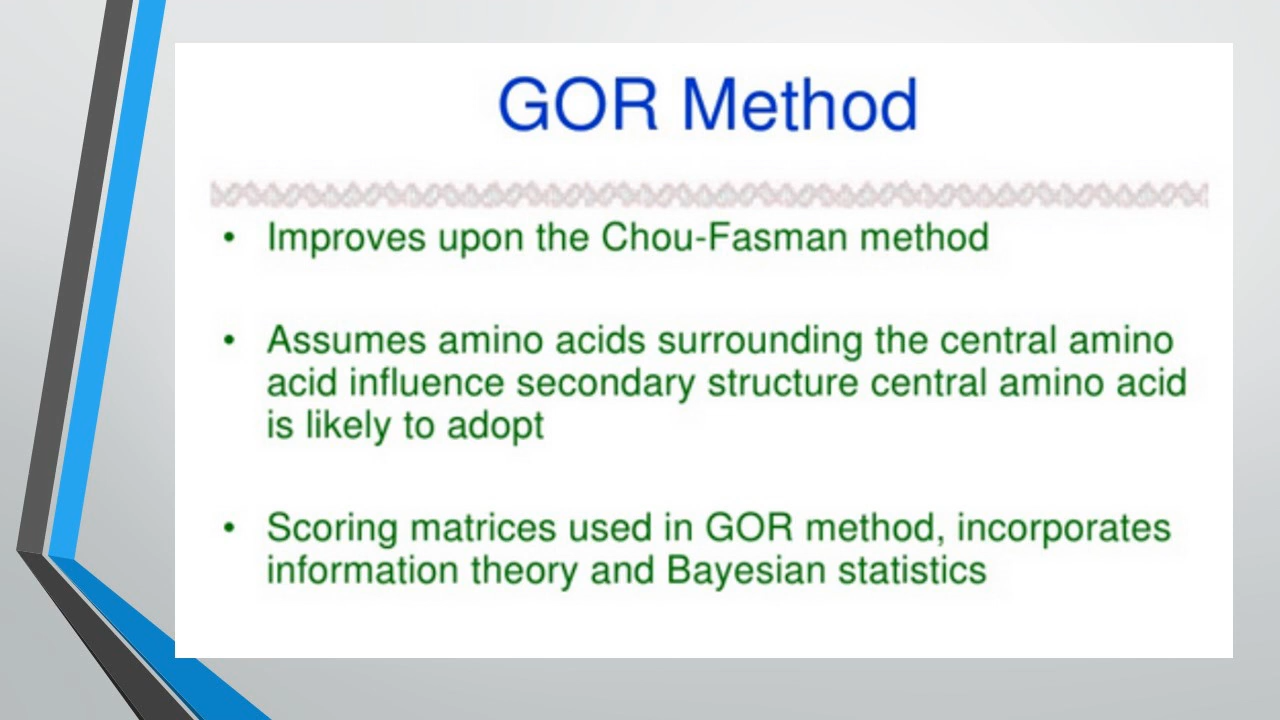 GOR Method
• Improves upon the Chou-Fasman method
• Assumes amino acids surrounding the central amino
acid influence secondary structure central amino acid
is likely to adopt
• Scoring matrices used in GOR method, incorporates
information theory and Bayesian statistics